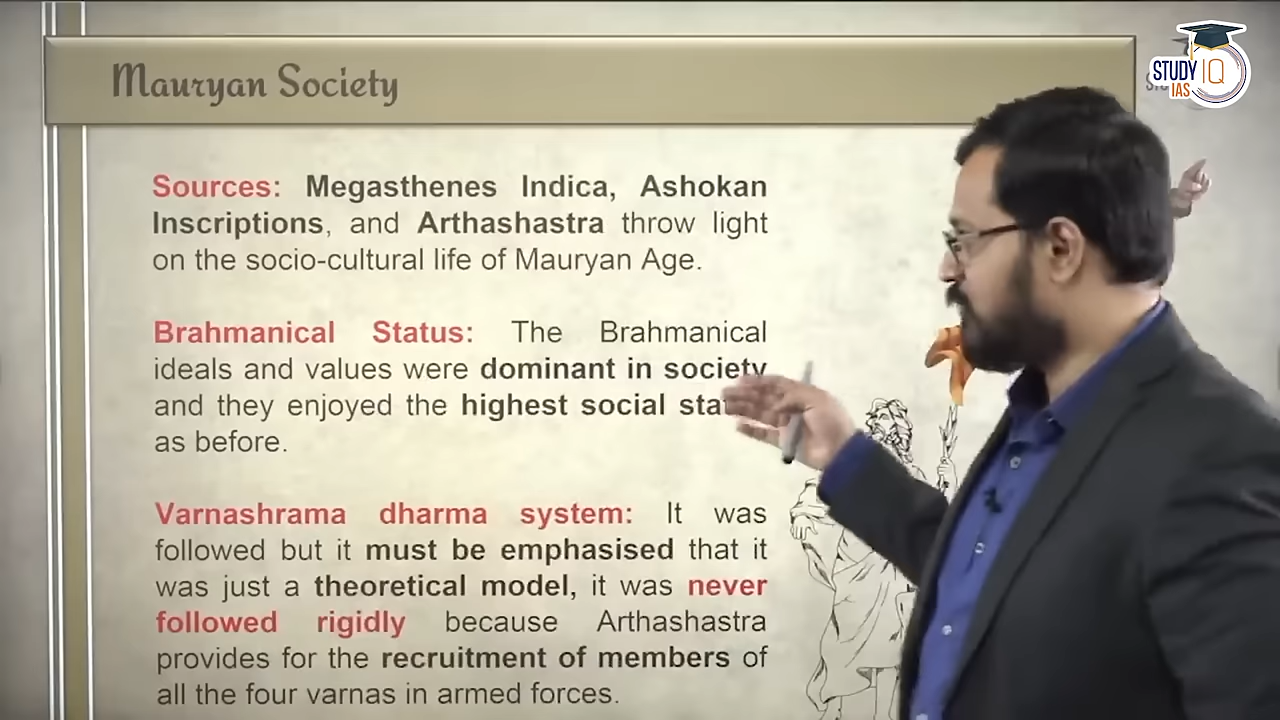 Mauryan Society
STUDY IQ
IAS
Sources: Megasthenes Indica, Ashokan
Inscriptions, and Arthashastra throw light
on the socio-cultural life of Mauryan Age.
Brahmanical Status: The Brahmanical
ideals and values were dominant in society
and they enjoyed the highest social
as before.
Varnashrama dharma system: It was
followed but it must be emphasised that it
was just a theoretical model, it was never
followed rigidly because Arthashastra
provides for the recruitment of members of
all the four varnas in armed forces.